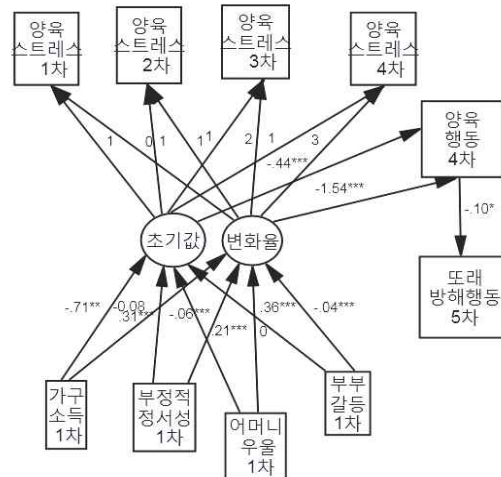 양육
스트레스
1차
양육
스트레스
2차
양육
스트레스
3차
양육
스트레스
4차
양육
행동
4차
1
0
1
1
1
2
1
3
-.44***
-1.54***
-.10*
초기값
변화율
또래
방해행동
5차
-.71**
-0.08
.31***
-.06***
.21***
.36***
0
-.04***
가구
소득
1차
부정적
정서성
1차
어머니
우울
1차
부부
갈등
1차